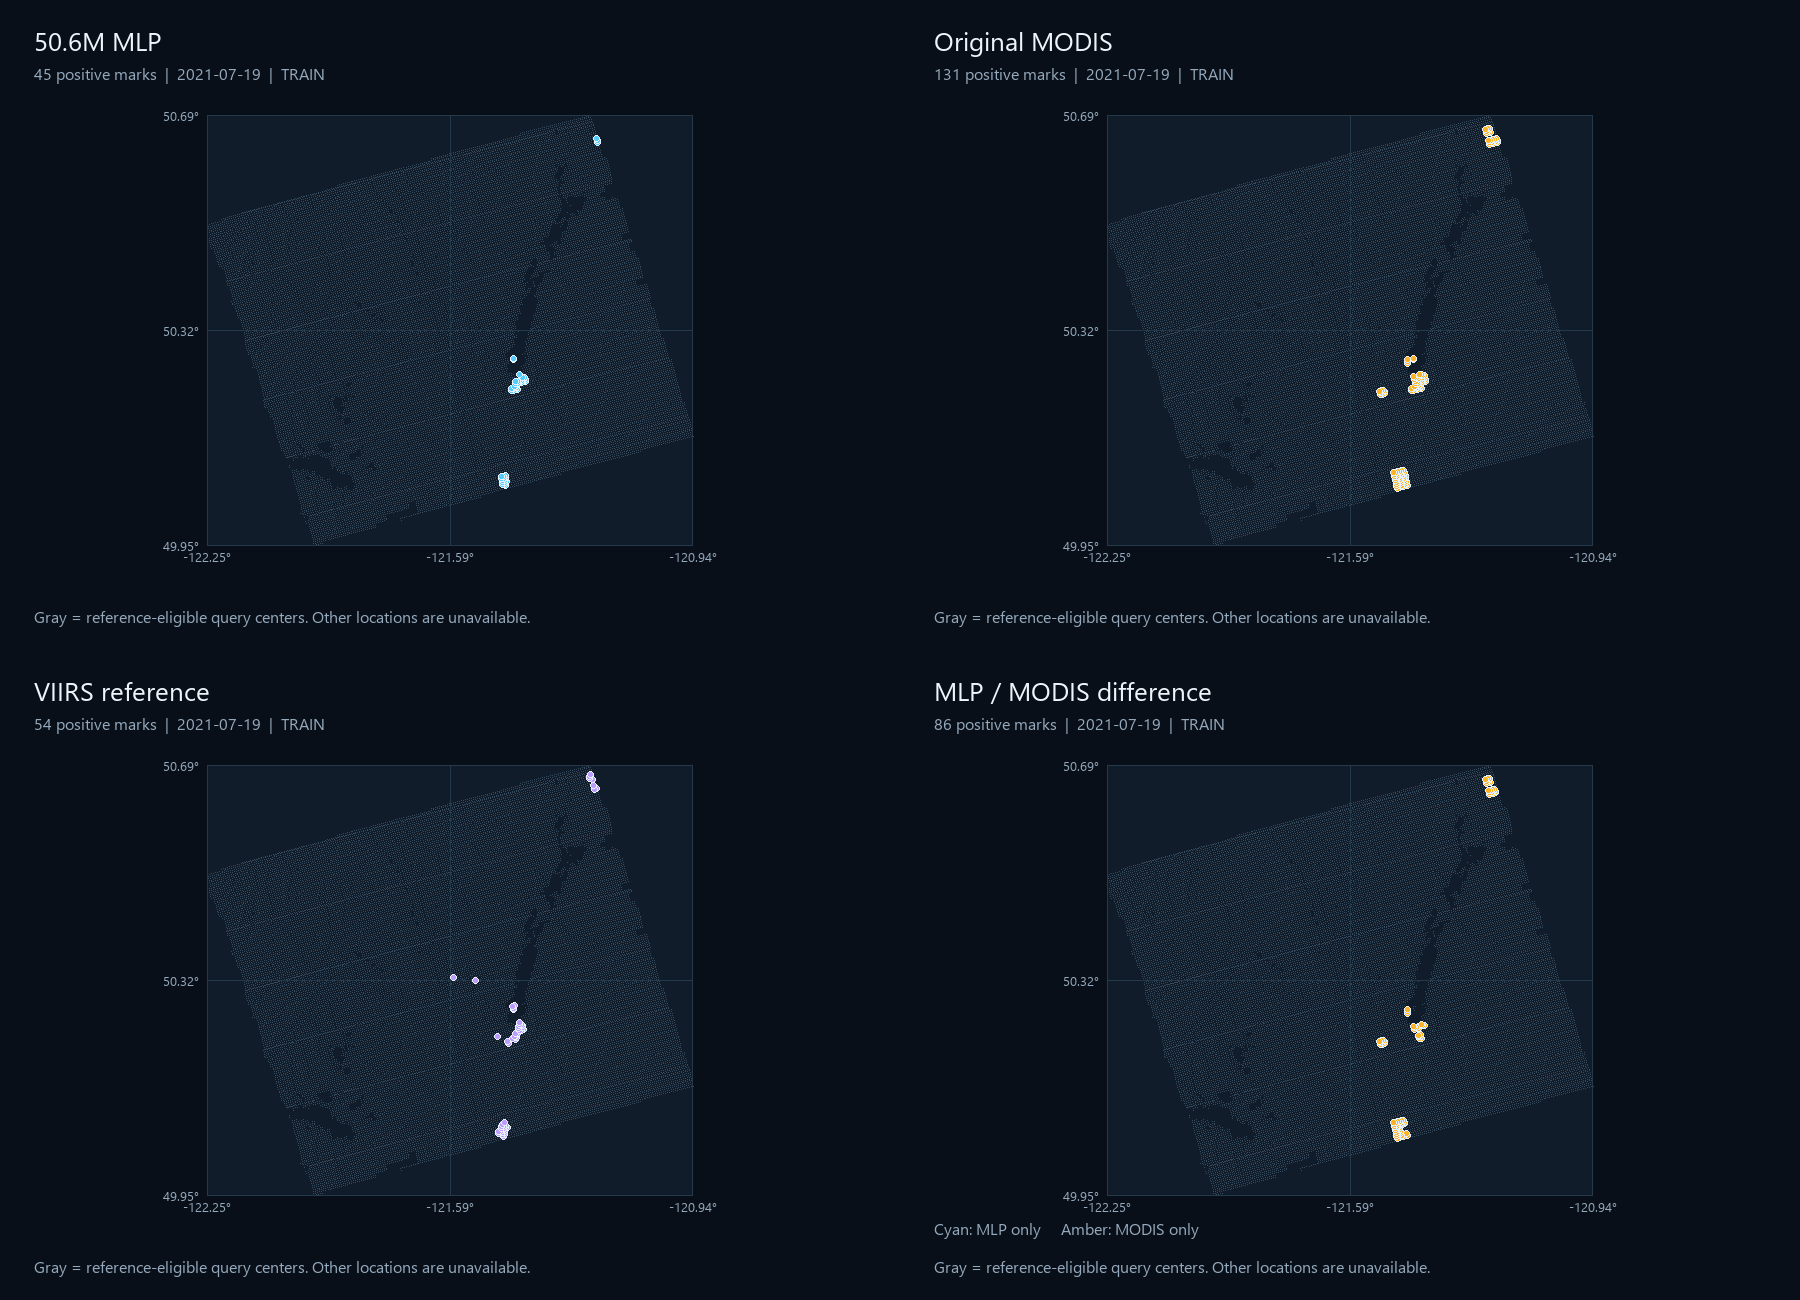 50.6M MLP
45 positive marks | 2021-07-19 | TRAIN
50.69°
50.32°
49.95°
-122.25°
-121.59°
-120.94°
Gray = reference-eligible query centers. Other locations are unavailable.
Original MODIS
131 positive marks | 2021-07-19 | TRAIN
50.69°
50.32°
49.95°
-122.25°
-121.59°
-120.94°
Gray = reference-eligible query centers. Other locations are unavailable.
VIIRS reference
54 positive marks | 2021-07-19 | TRAIN
50.69°
50.32°
49.95°
-122.25°
-121.59°
-120.94°
Gray = reference-eligible query centers. Other locations are unavailable.
MLP / MODIS difference
86 positive marks | 2021-07-19 | TRAIN
50.69°
50.32°
49.95°
-122.25°
-121.59°
-120.94°
Cyan: MLP only Amber: MODIS only
Gray = reference-eligible query centers. Other locations are unavailable.